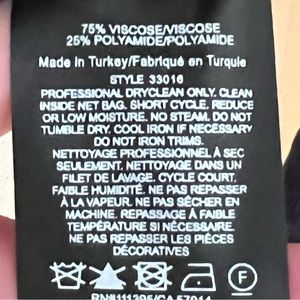 75% VISCOSE/VISCOSE
25% POLYAMIDE/POLYAMIDE
Made in Turkey/Fabriqué en Turquie
STYLE 33016
PROFESSIONAL DRYCLEAN ONLY. CLEAN
INSIDE NET BAG. SHORT CYCLE. REDUCE
OR LOW MOISTURE. NO STEAM. DO NOT
TUMBLE DRY. COOL IRON IF NECESSARY
DO NOT IRON TRIMS.
NETTOYAGE PROFESSIONNEL À SEC
SEULEMENT. NETTOYAGE DANS UN
FILET DE LAVAGE. CYCLE COURT.
FAIBLE HUMIDITÉ. NE PAS REPASSER
À LA VAPEUR. NE PAS SÉCHER EN
MACHINE. REPASSAGE À FAIBLE
TEMPÉRATURE SI NÉCESSAIRE.
NE PAS REPASSER LES PIÈCES
DÉCORATIVES
F
RN#111395/CA57044